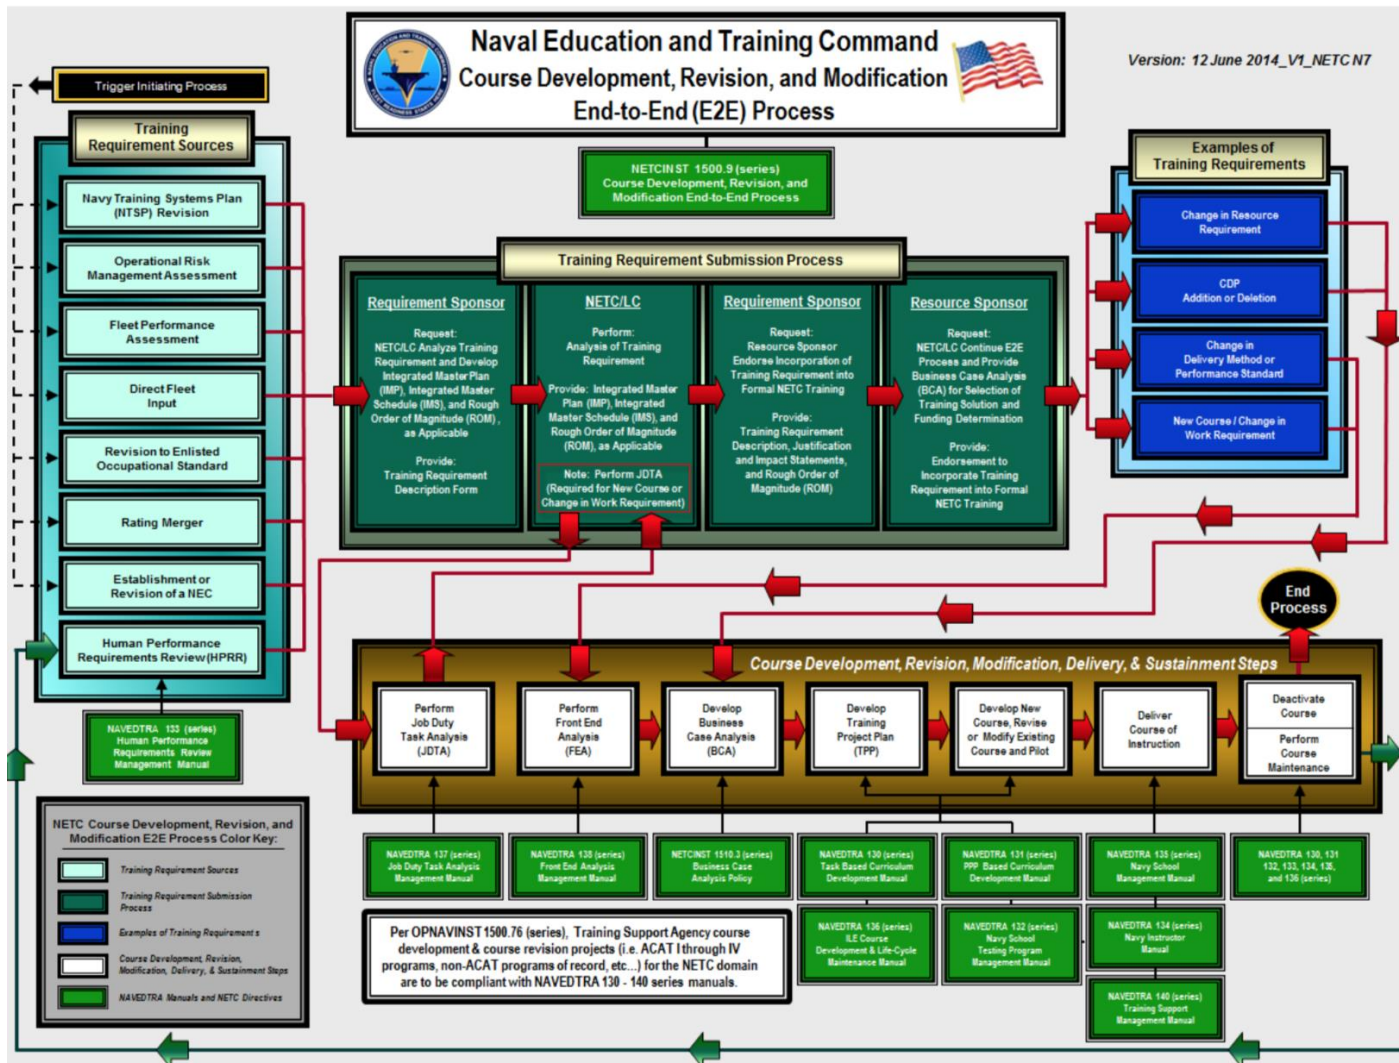 Naval Education and Training Command
Course Development, Revision, and Modification
End-to-End (E2E) Process
Version: 12 June 2014_V1_NETC N7
Trigger Initiating Process
Training
Requirement Sources
Navy Training Systems Plan
(NTSP) Revision
Operational Risk
Management Assessment
Fleet Performance
Assessment
Direct Fleet
Input
Revision to Enlisted
Occupational Standard
Rating Merger
Establishment or
Revision of a NEC
Human Performance
Requirements Review (HPRR)
NAVEDTRA 133 (series)
Human Performance
Requirements Review
Management Manual
NETCINST 1500.9 (series)
Course Development, Revision, and
Modification End-to-End Process
Training Requirement Submission Process
Requirement Sponsor
Request:
NETC/LC Analyze Training
Requirement and Develop
Integrated Master Plan
(IMP), Integrated Master
Schedule (IMS), and Rough
Order of Magnitude (ROM) ,
as Applicable
Provide:
Training Requirement
Description Form
NETC/LC
Perform:
Analysis of Training
Requirement
Provide: Integrated Master
Plan (IMP), Integrated
Master Schedule (IMS), and
Rough Order of Magnitude
(ROM), as Applicable
Note: Perform JDTA
(Required for New Course or
Change in Work Requirement)
Requirement Sponsor
Request:
Resource Sponsor
Endorse Incorporation of
Training Requirement into
Formal NETC Training
Provide:
Training Requirement
Description, Justification
and Impact Statements,
and Rough Order of
Magnitude (ROM)
Resource Sponsor
Request:
NETC/LC Continue E2E
Process and Provide
Business Case Analysis
(BCA) for Selection of
Training Solution and
Funding Determination
Provide:
Endorsement to
Incorporate Training
Requirement into Formal
NETC Training
Examples of
Training Requirements
Change in Resource
Requirement
CDP
Addition or Deletion
Change in
Delivery Method or
Performance Standard
New Course / Change in
Work Requirement
End
Process
Course Development, Revision, Modification, Delivery, & Sustainment Steps
Perform
Job Duty
Task Analysis
(JDTA)
Perform
Front End
Analysis
(FEA)
Develop
Business
Case Analysis
(BCA)
Develop
Training
Project Plan
(TPP)
Develop New
Course, Revise
or Modify Existing
Course and Pilot
Deliver
Course of
Instruction
Deactivate
Course
Perform
Course
Maintenance
NAVEDTRA 137 (series)
Job Duty Task Analysis
Management Manual
NAVEDTRA 138 (series)
Front End Analysis
Management Manual
NETCINST 1510.3 (series)
Business Case
Analysis Policy
NAVEDTRA 130 (series)
Task Based Curriculum
Development Manual
NAVEDTRA 131 (series)
PPP Based Curriculum
Development Manual
NAVEDTRA 135 (series)
Navy School
Management Manual
NAVEDTRA 130, 131
132, 133, 134, 135,
and 136 (series)
NAVEDTRA 136 (series)
ILE Course
Development & Life-Cycle
Maintenance Manual
NAVEDTRA 132 (series)
Navy School
Testing Program
Management Manual
NAVEDTRA 134 (series)
Navy Instructor
Manual
NAVEDTRA 140 (series)
Training Support
Management Manual
Per OPNAVINST 1500.76 (series), Training Support Agency course
development & course revision projects (i.e. ACAT I through IV
programs, non-ACAT programs of record, etc...) for the NETC domain
are to be compliant with NAVEDTRA 130 - 140 series manuals.
NETC Course Development, Revision, and
Modification E2E Process Color Key:
Training Requirement Sources
Training Requirement Submission
Process
Examples of Training Requirements
Course Development, Revision,
Modification, Delivery, & Sustainment Steps
NAVEDTRA Manuals and NETC Directives